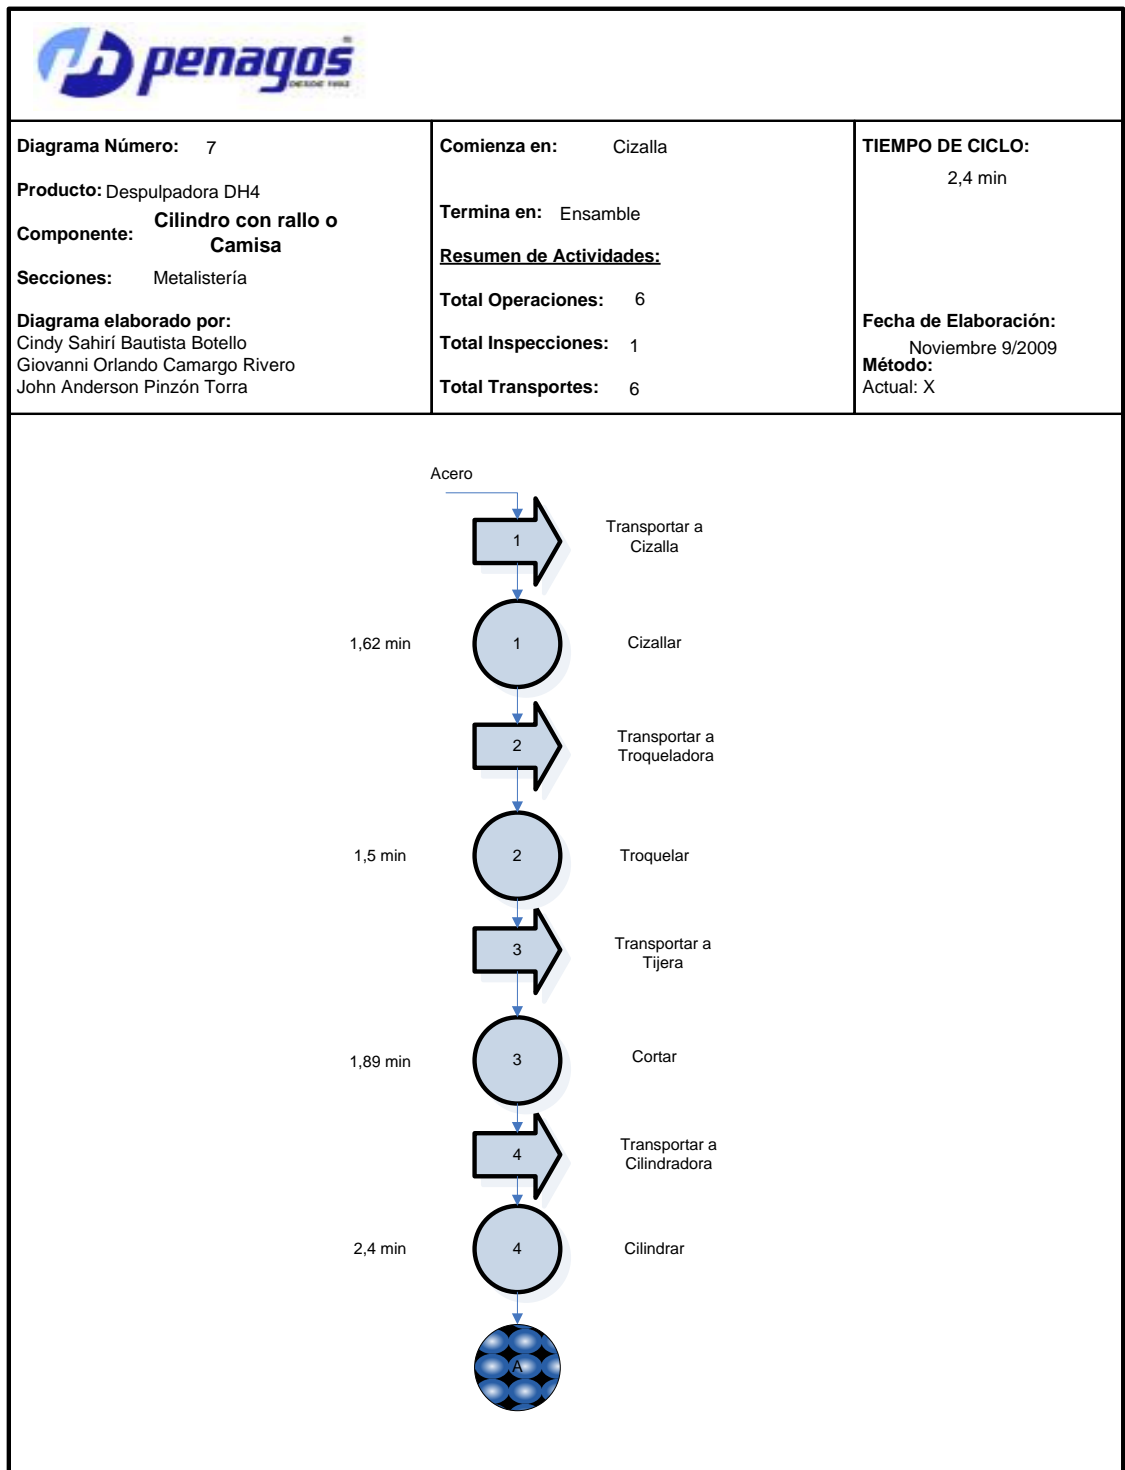 penagos
DESDE 1892
Diagrama Número: 7
Producto: Despulpadora DH4
Componente: Cilindro con rallo o
Camisa
Secciones: Metalistería
Diagrama elaborado por:
Cindy Sahirí Bautista Botello
Giovanni Orlando Camargo Rivero
John Anderson Pinzón Torra
Comienza en: Cizalla
Termina en: Ensamble
Resumen de Actividades:
Total Operaciones: 6
Total Inspecciones: 1
Total Transportes: 6
TIEMPO DE CICLO:
2,4 min
Fecha de Elaboración:
Noviembre 9/2009
Método:
Actual: X
Acero
1
Transportar a
Cizalla
1,62 min
1
Cizallar
2
Transportar a
Troqueladora
1,5 min
2
Troquelar
3
Transportar a
Tijera
1,89 min
3
Cortar
4
Transportar a
Cilindradora
2,4 min
4
Cilindrar
A